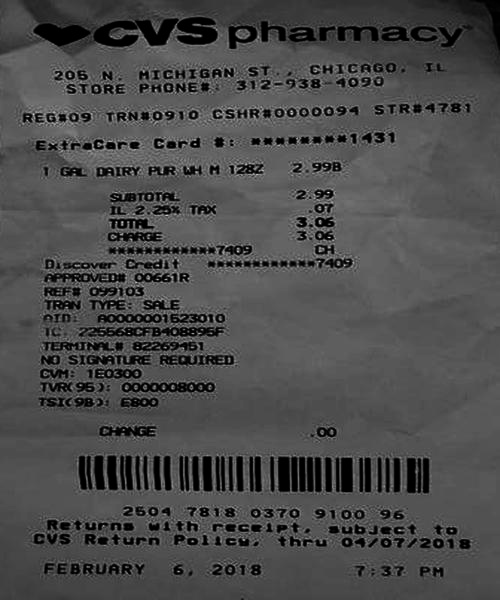 CVS pharmacy
205 N. MICHIGAN ST., CHICAGO, IL
STORE PHONE#: 312-938-4090
REG#09 TRN#0910 CSHR#0000094 STR#4781
ExtraCare Card #: ********1431
1 GAL DAIRY PUR WH M 128Z 2.99B
SUBTOTAL 2.99
IL 2.25% TAX .07
TOTAL 3.06
CHARGE 3.06
************7409 CH
Discover Credit ************7409
APPROVED# 00661R
REF# 099103
TRAN TYPE: SALE
AID: A0000001523010
TC: 225568CFB408895F
TERMINAL# 82269451
NO SIGNATURE REQUIRED
CVM: 1E0300
TVR(95): 0000008000
TSI(9B): E800
CHANGE .00
2504 7818 0370 9100 96
Returns with receipt, subject to
CVS Return Policy, thru 04/07/2018
FEBRUARY 6, 2018 7:37 PM